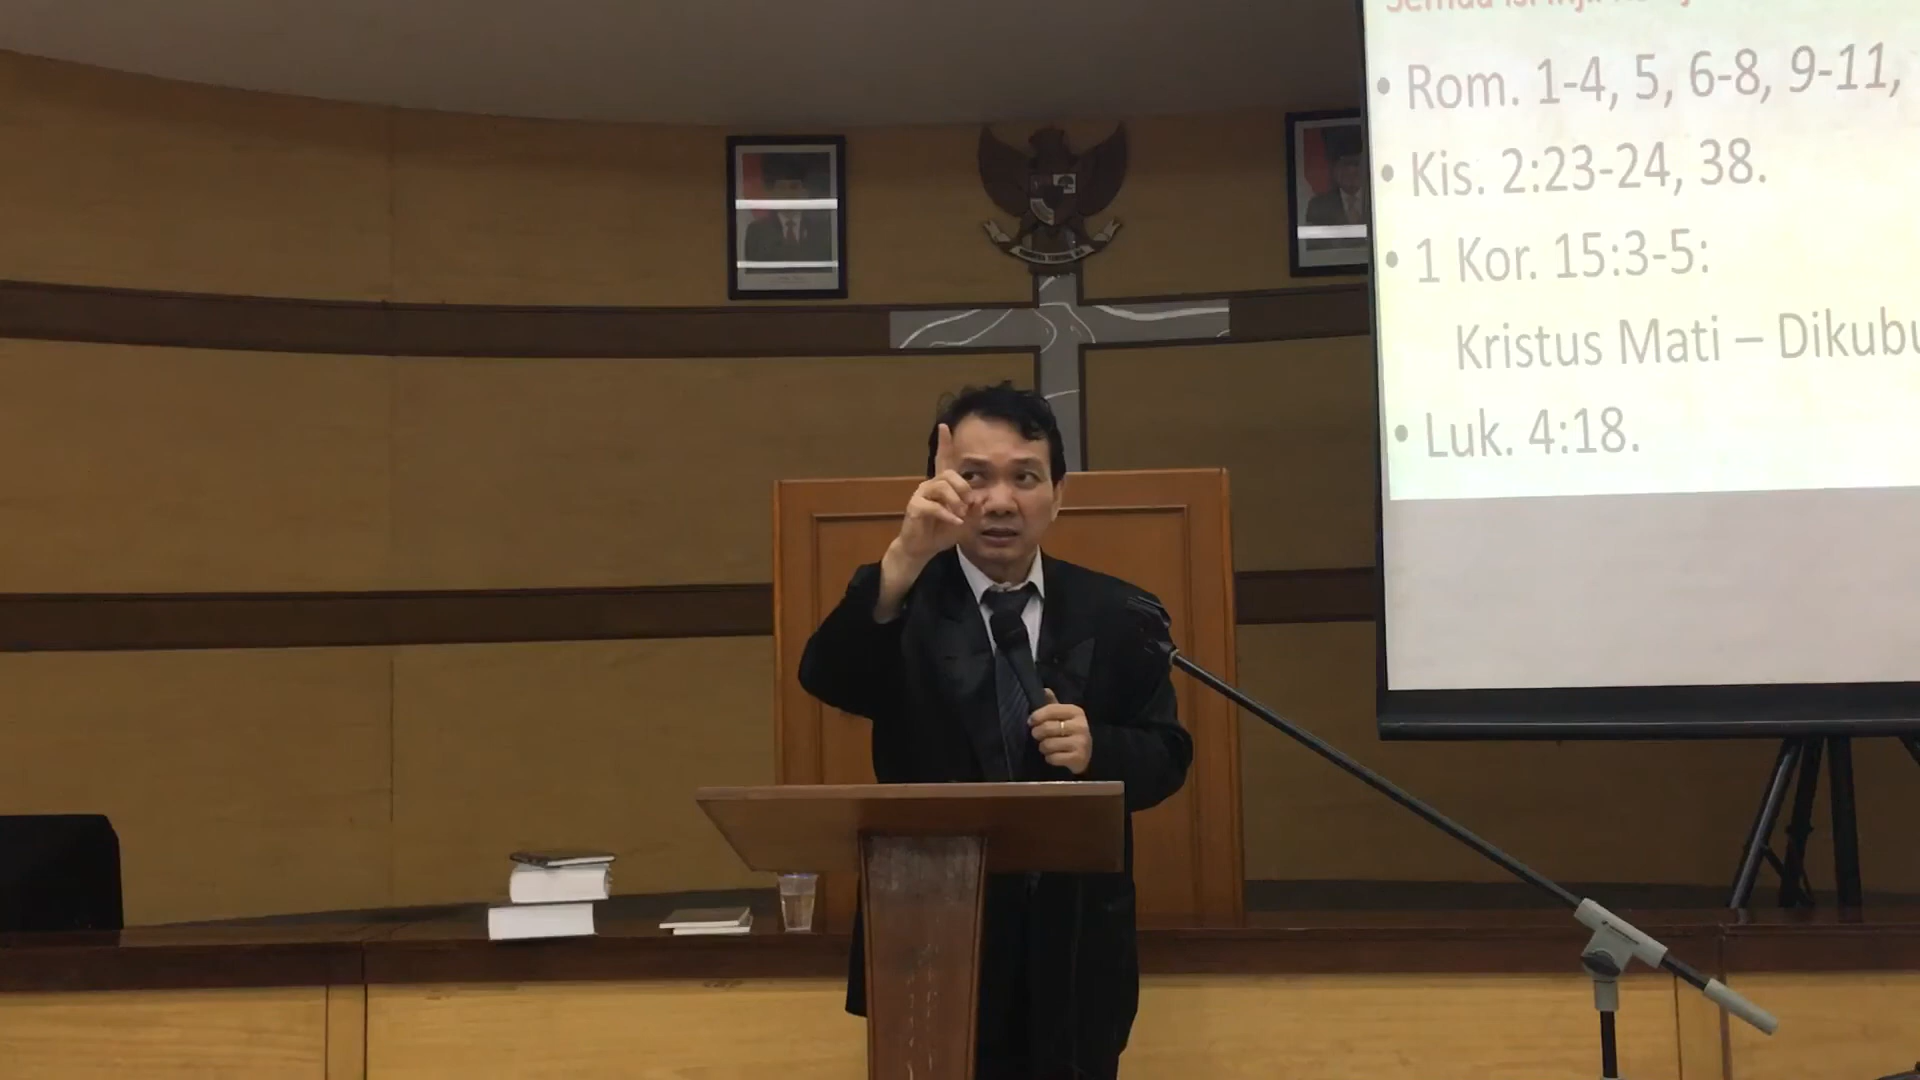 • Rom. 1-4, 5, 6-8, 9-11,
• Kis. 2:23-24, 38.
• 1 Kor. 15:3-5:
Kristus Mati – Dikubu
• Luk. 4:18.